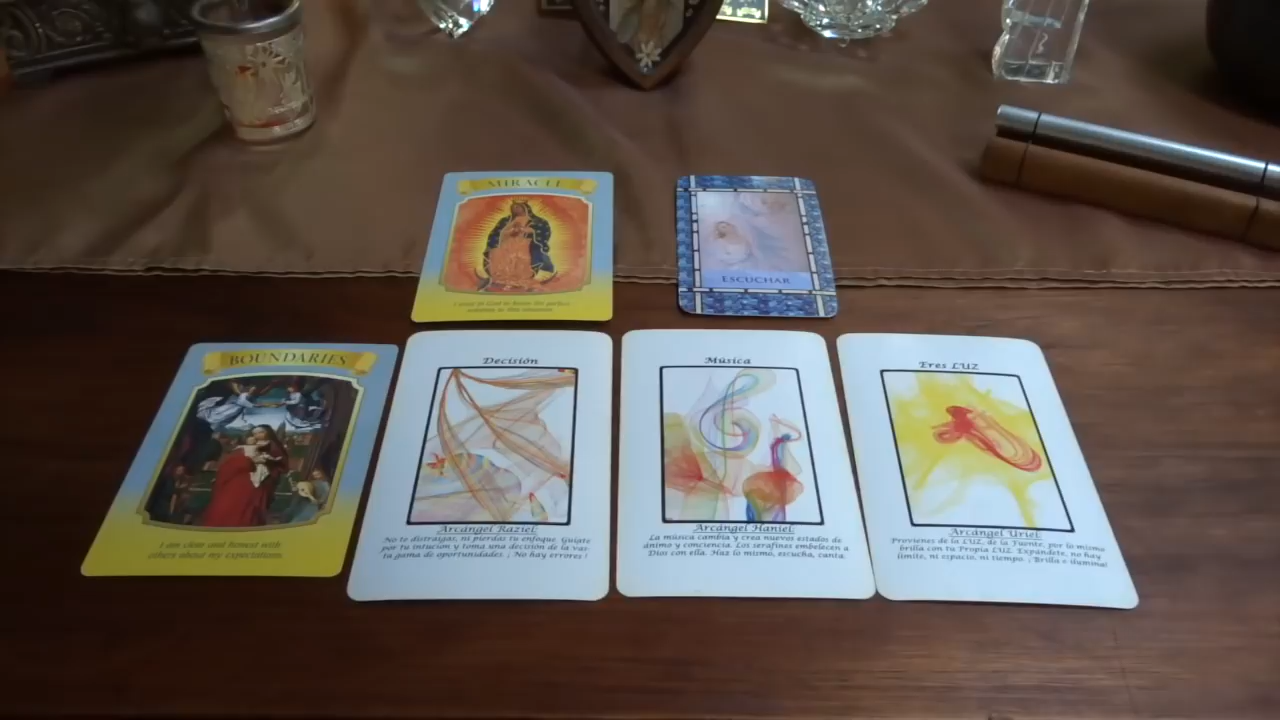 MIRACLE
ESCUCHAR
BOUNDARIES
I am clear and honest with
others about my expectations.
Decisión
Arcángel Raziel:
No te distraigas, ni pierdas tu enfoque. Guíate
por tu intución y toma una decisión de la vas-
ta gama de oportunidades. ¡ No hay errores !
Música
Arcángel Haniel:
La música cambia y crea nuevos estados de
ánimo y conciencia. Los serafines embelecen a
Dios con ella. Haz lo mismo, escucha, canta.
Eres LUZ
Arcángel Uriel:
Provienes de la LUZ, de la Fuente, por lo mismo
brilla con tu Propia LUZ. Expándete, no hay
límite, ni espacio, ni tiempo. ¡ Brilla e ilumina!